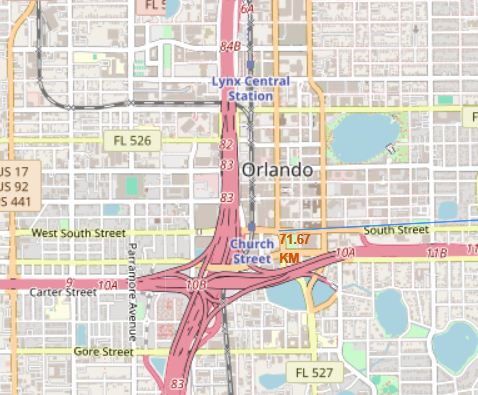 FL 5
6A
84B
Lynx Central
Station
FL 526
82
83
Orlando
US 17
US 92
US 441
83
West South Street
71.67
KM
South Street
Church
Street
10A
11B
9
10A
10B
Carter Street
Parramore Avenue
Gore Street
FL 527
83